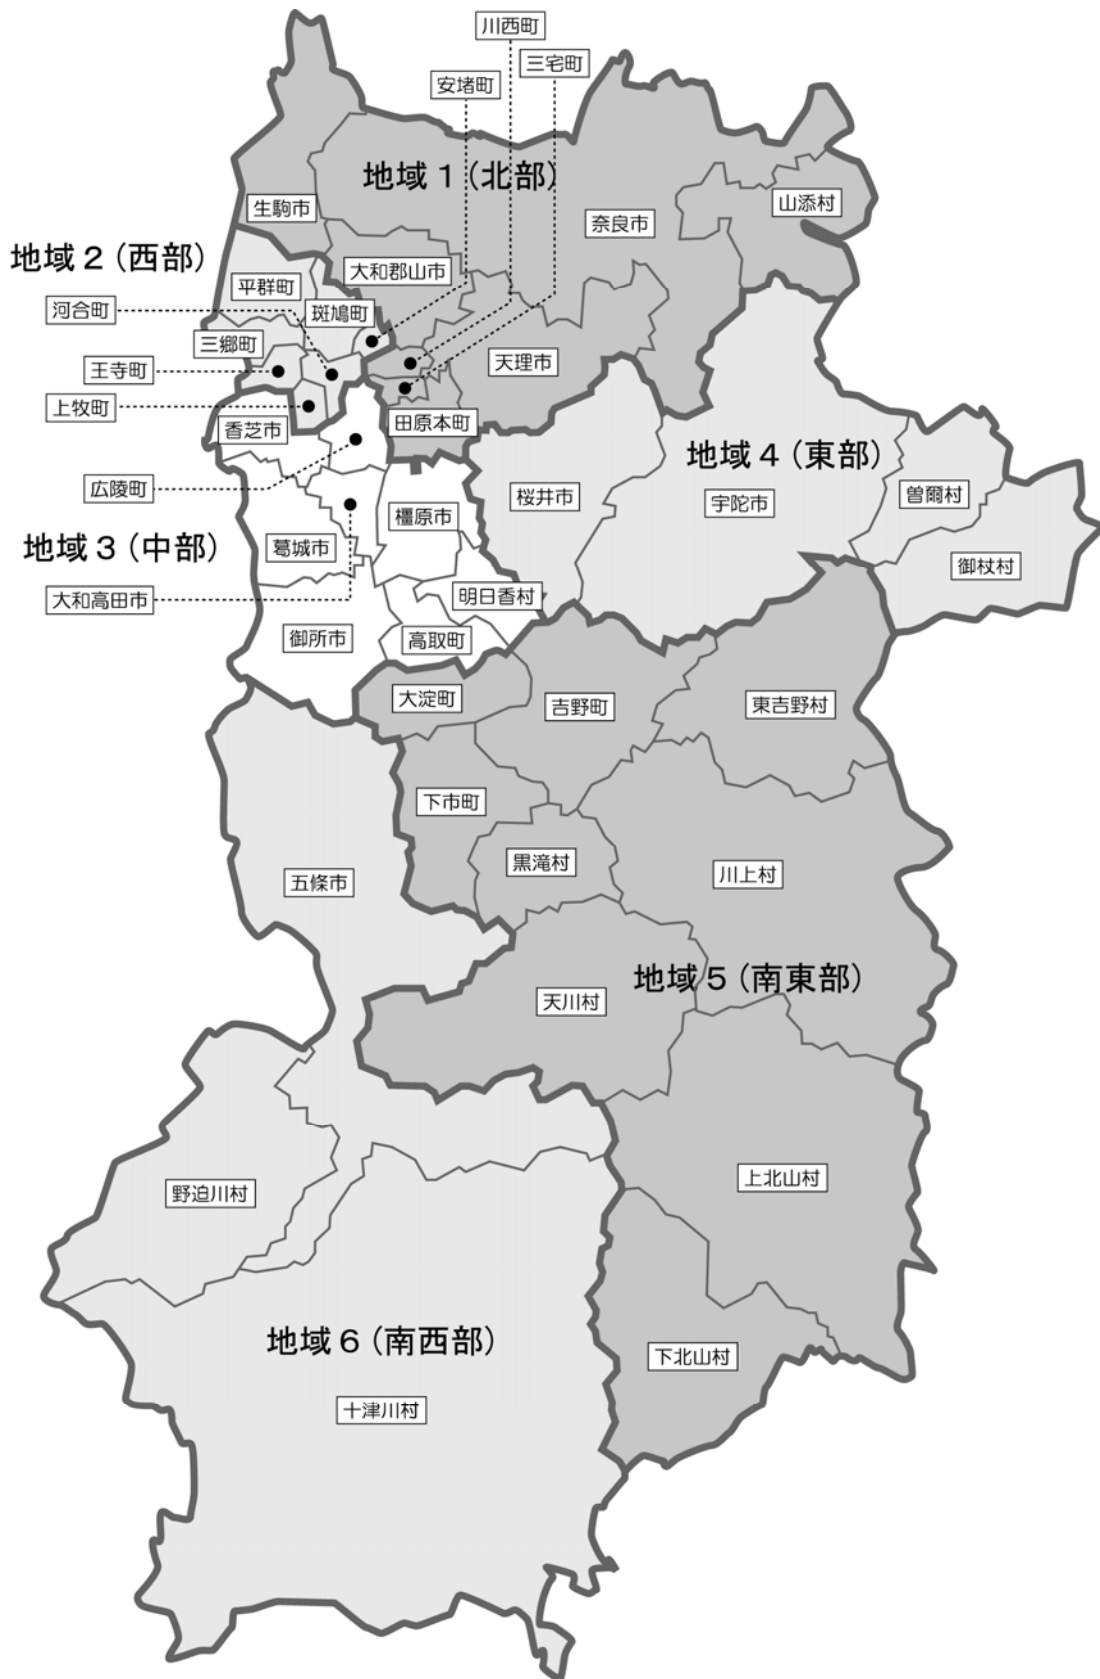 川西町
三宅町
安堵町
地域1(北部)
山添村
生駒市
奈良市
地域2(西部)
大和郡山市
平群町
河合町
斑鳩町
三郷町
天理市
王寺町
上牧町
香芝市
田原本町
地域4(東部)
広陵町
桜井市
宇陀市
曽爾村
橿原市
地域3(中部)
葛城市
御杖村
大和高田市
明日香村
御所市
高取町
大淀町
吉野町
東吉野村
下市町
黒滝村
川上村
五條市
地域5(南東部)
天川村
野迫川村
上北山村
地域6(南西部)
下北山村
十津川村